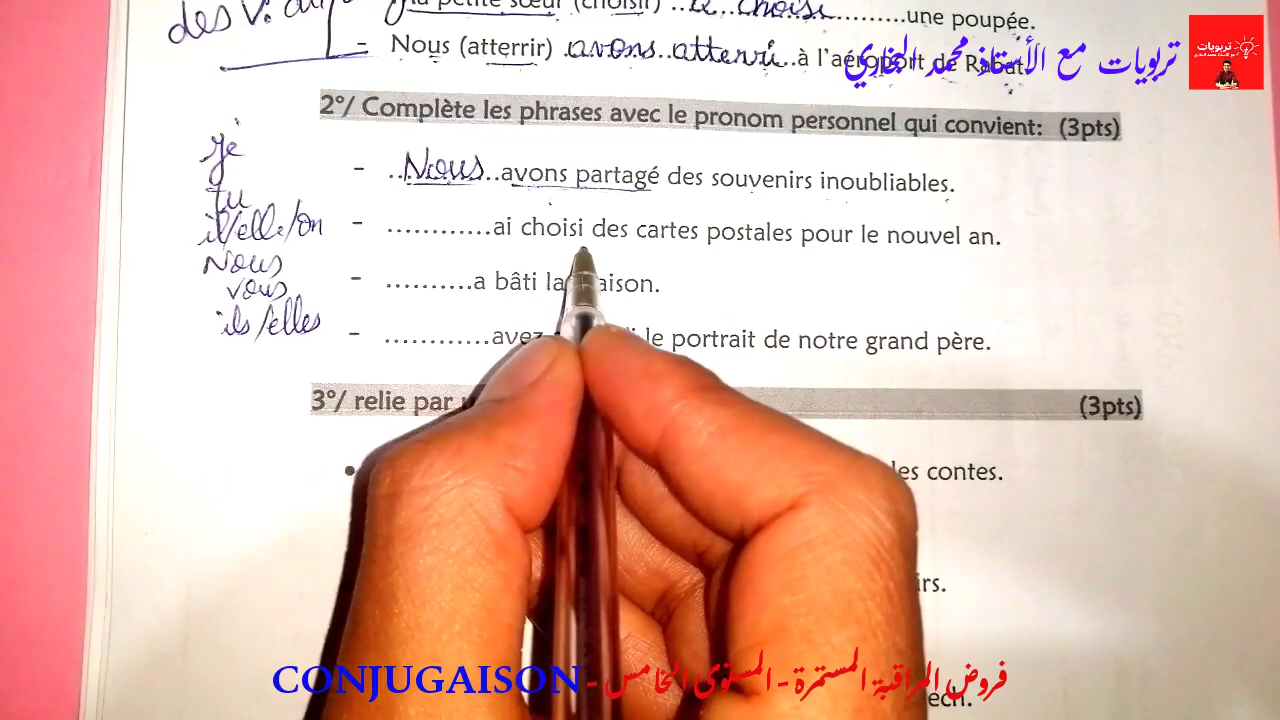 des V.
la petite sœur (choisir) ..a..choisi............une poupée.
- Nous (atterrir) avons..atterri..à l'aéroport de Rabat.
تربويات مع الأستاذ محمد البخاري
تربويات
2°/ Complète les phrases avec le pronom personnel qui convient: (3pts)
je
tu
il/elle/on
Nous
vous
ils/elles
- ..Nous..avons partagé des souvenirs inoubliables.
- ............ai choisi des cartes postales pour le nouvel an.
- ..........a bâti la aison.
- ............avez le portrait de notre grand père.
3°/ relie par (3pts)
• les contes.
irs.
ech.
CONJUGAISON - فروض المراقبة المستمرة - المستوى الخامس